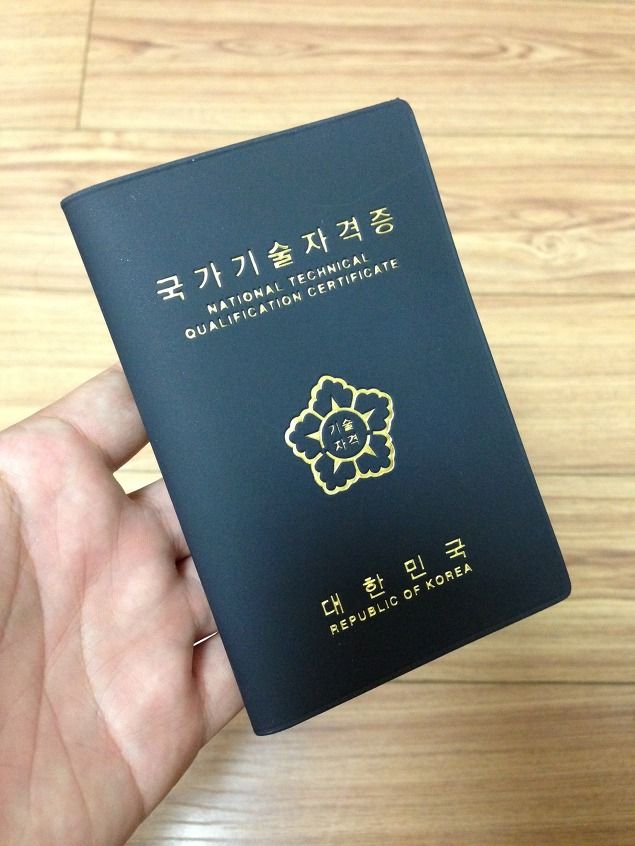 국가기술자격증
NATIONAL TECHNICAL
QUALIFICATION CERTIFICATE
기술
자격
대한민국
REPUBLIC OF KOREA